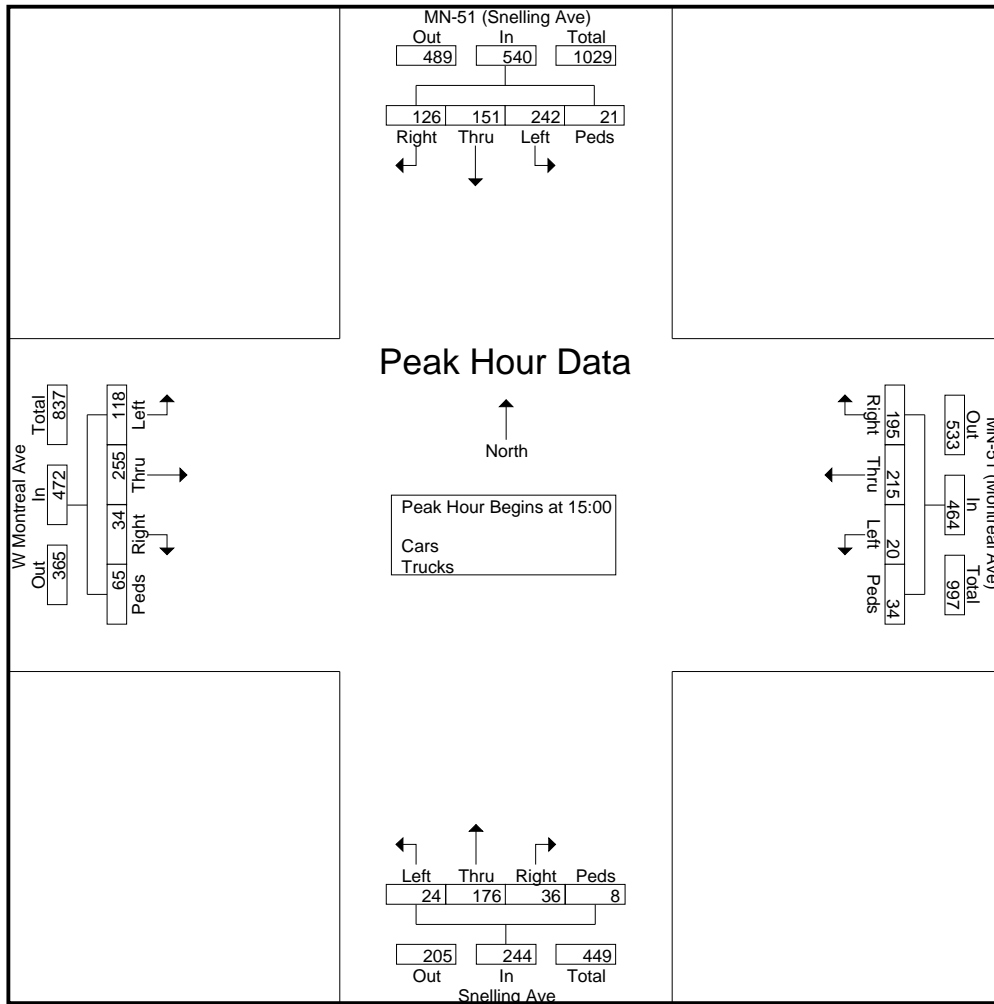 MN-51 (Snelling Ave)
Out In Total
489 540 1029
126 151 242 21
Right Thru Left Peds
Peak Hour Data
North
Peak Hour Begins at 15:00
Cars
Trucks
W Montreal Ave
Total In Out
837 472 365
118 255 34 65
Left Thru Right Peds
MN-51 (Montreal Ave)
Out In Total
533 464 997
195 215 20 34
Right Thru Left Peds
Left Thru Right Peds
24 176 36 8
205 244 449
Out In Total
Snelling Ave